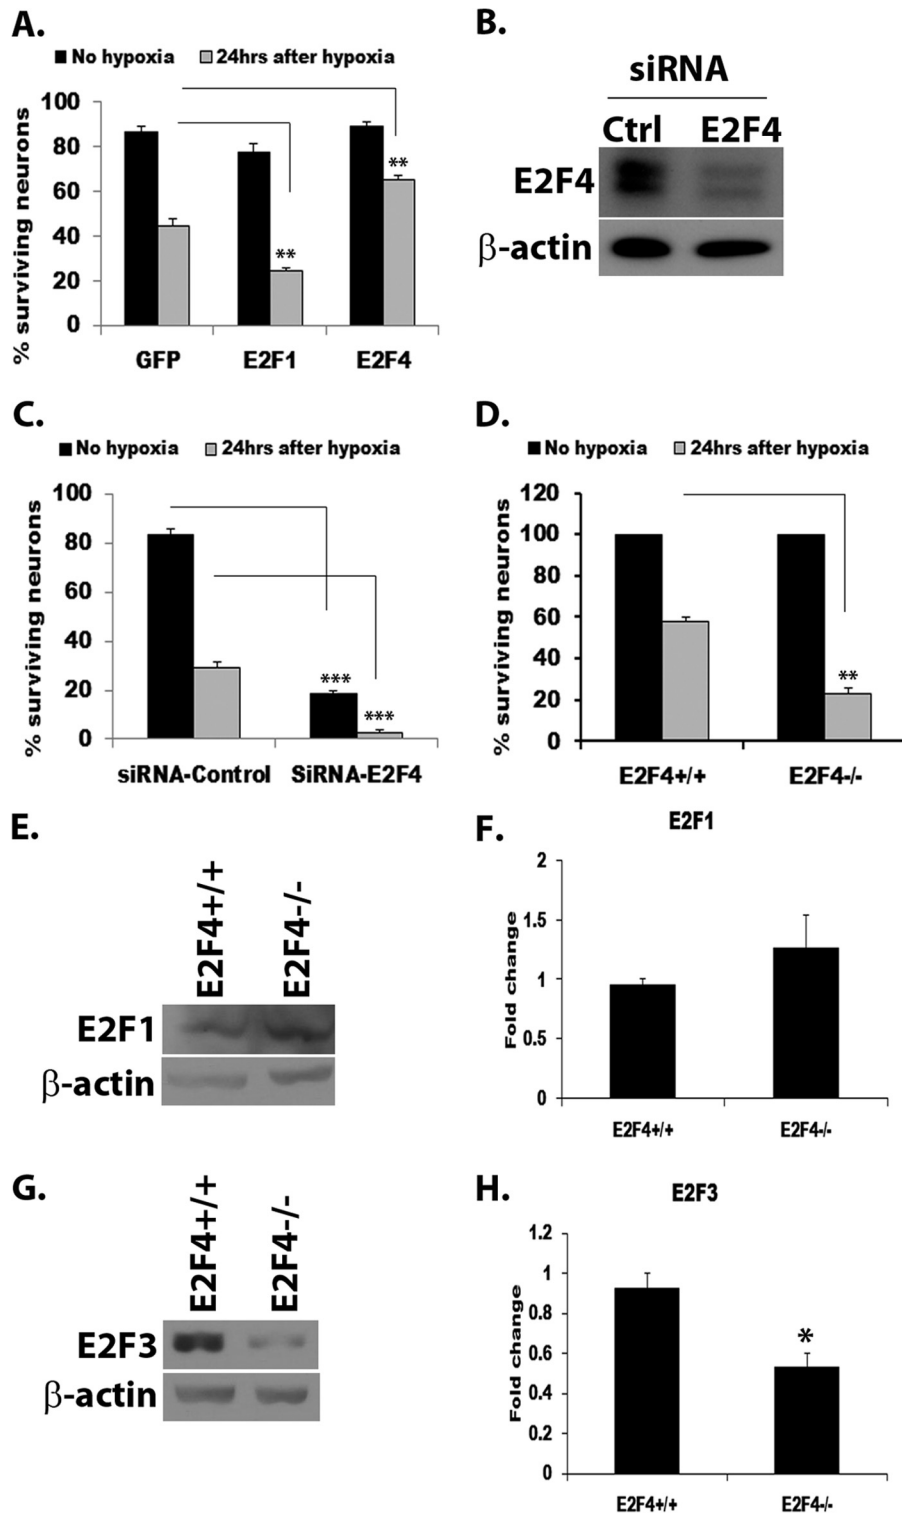 A.
No hypoxia 24hrs after hypoxia
% surviving neurons
100
80
60
40
20
0
**
**
GFP E2F1 E2F4
B.
siRNA
Ctrl E2F4
E2F4
β-actin
C.
No hypoxia 24hrs after hypoxia
% surviving neurons
100
80
60
40
20
0
***
***
siRNA-Control SiRNA-E2F4
D.
No hypoxia 24hrs after hypoxia
% surviving neurons
120
100
80
60
40
20
0
**
E2F4+/+ E2F4-/-
E.
E2F4+/+
E2F4-/-
E2F1
β-actin
F.
E2F1
Fold change
2
1.5
1
0.5
0
E2F4+/+ E2F4-/-
G.
E2F4+/+
E2F4-/-
E2F3
β-actin
H.
E2F3
Fold change
1.2
1
0.8
0.6
0.4
0.2
0
*
E2F4+/+ E2F4-/-